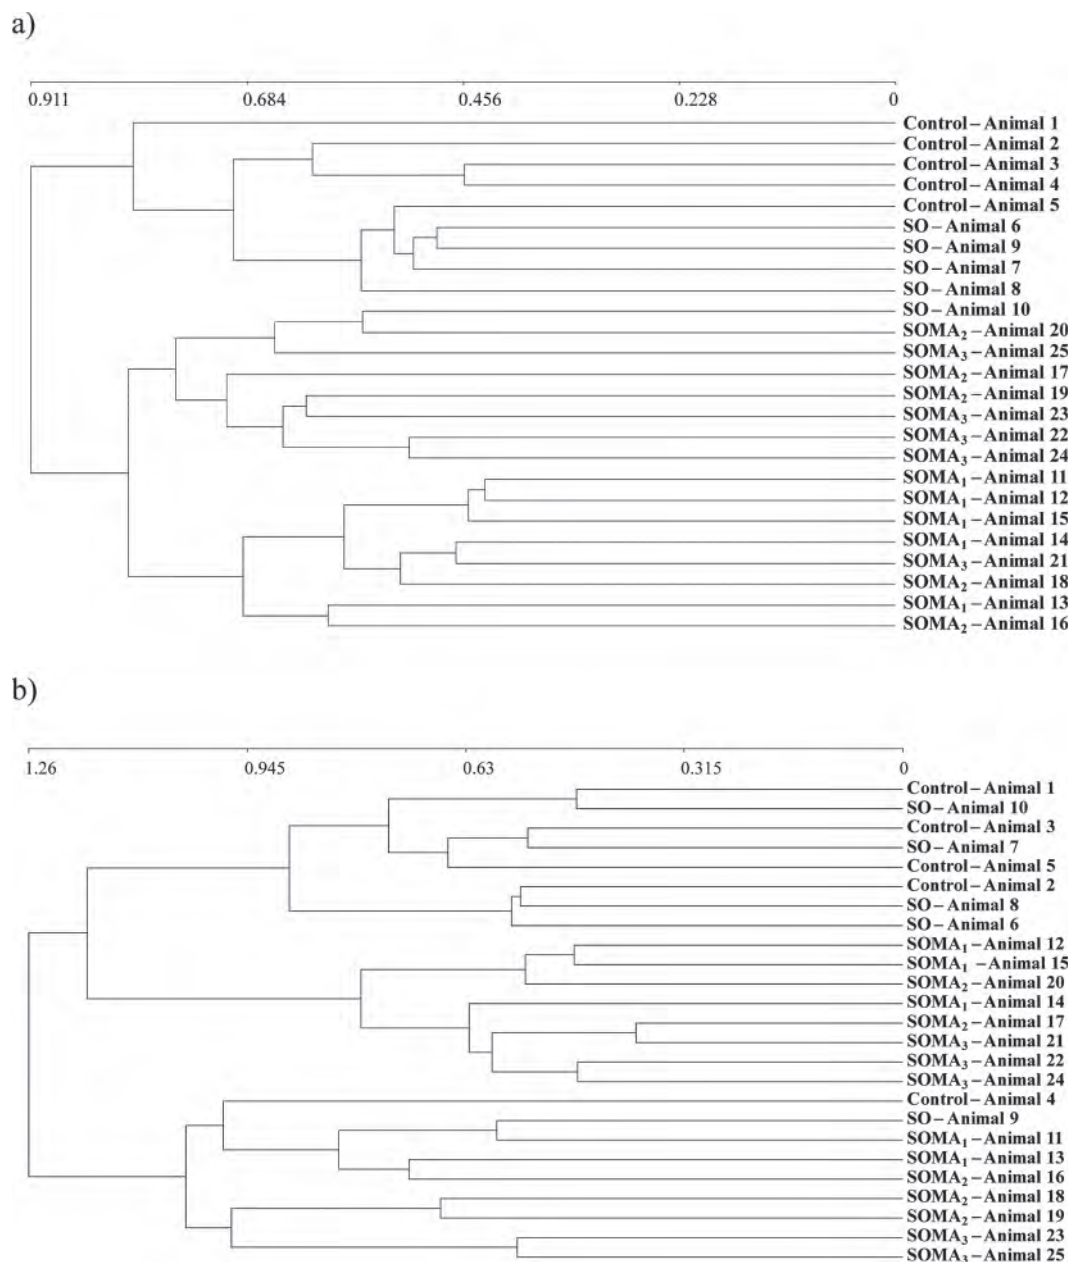 a)
0.911 0.684 0.456 0.228 0
Control – Animal 1
Control – Animal 2
Control – Animal 3
Control – Animal 4
Control – Animal 5
SO – Animal 6
SO – Animal 9
SO – Animal 7
SO – Animal 8
SO – Animal 10
SOMA₂ – Animal 20
SOMA₃ – Animal 25
SOMA₂ – Animal 17
SOMA₂ – Animal 19
SOMA₃ – Animal 23
SOMA₃ – Animal 22
SOMA₃ – Animal 24
SOMA₁ – Animal 11
SOMA₁ – Animal 12
SOMA₁ – Animal 15
SOMA₁ – Animal 14
SOMA₃ – Animal 21
SOMA₂ – Animal 18
SOMA₁ – Animal 13
SOMA₂ – Animal 16
b)
1.26 0.945 0.63 0.315 0
Control – Animal 1
SO – Animal 10
Control – Animal 3
SO – Animal 7
Control – Animal 5
Control – Animal 2
SO – Animal 8
SO – Animal 6
SOMA₁ – Animal 12
SOMA₁ – Animal 15
SOMA₂ – Animal 20
SOMA₁ – Animal 14
SOMA₂ – Animal 17
SOMA₃ – Animal 21
SOMA₃ – Animal 22
SOMA₃ – Animal 24
Control – Animal 4
SO – Animal 9
SOMA₁ – Animal 11
SOMA₁ – Animal 13
SOMA₂ – Animal 16
SOMA₂ – Animal 18
SOMA₂ – Animal 19
SOMA₃ – Animal 23
SOMA₃ – Animal 25